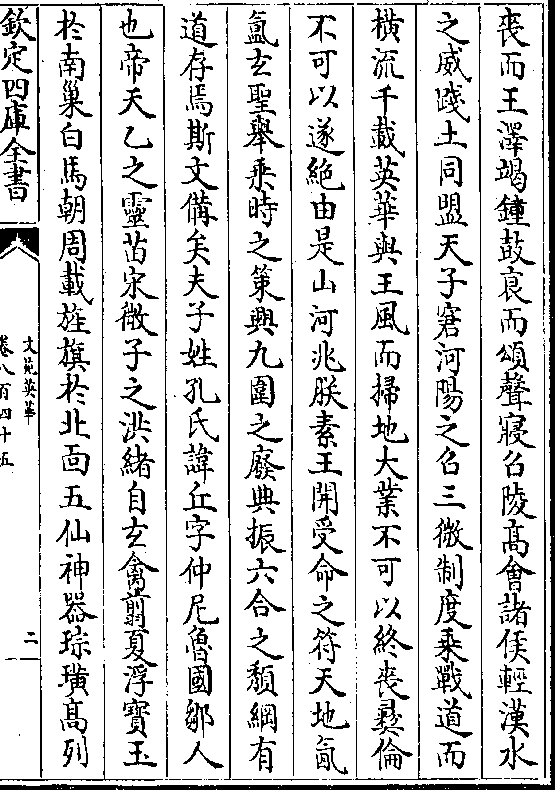 喪而王澤竭鐘鼓衰而頌聲寢召陵高會諸侯輕漢水
之威踐土同盟天子窘河陽之召三微制度乗戰道而
横流千載英華與王風而掃地大業不可以終喪彝倫
不可以遂絶由是山河兆朕素王開受命之符天地氤
氲玄聖舉乗時之策興九圍之廢典振六合之頽綱有
道存焉斯文備矣夫子姓孔氏諱丘字仲尼魯國鄒人
也帝天乙之靈苗宋微子之洪緒自玄禽翦夏浮寶玉
於南巢白馬朝周載旌旗於北面五仙神器琮璜髙列
欽定四庫全書
文苑英華
卷八百四十五
二